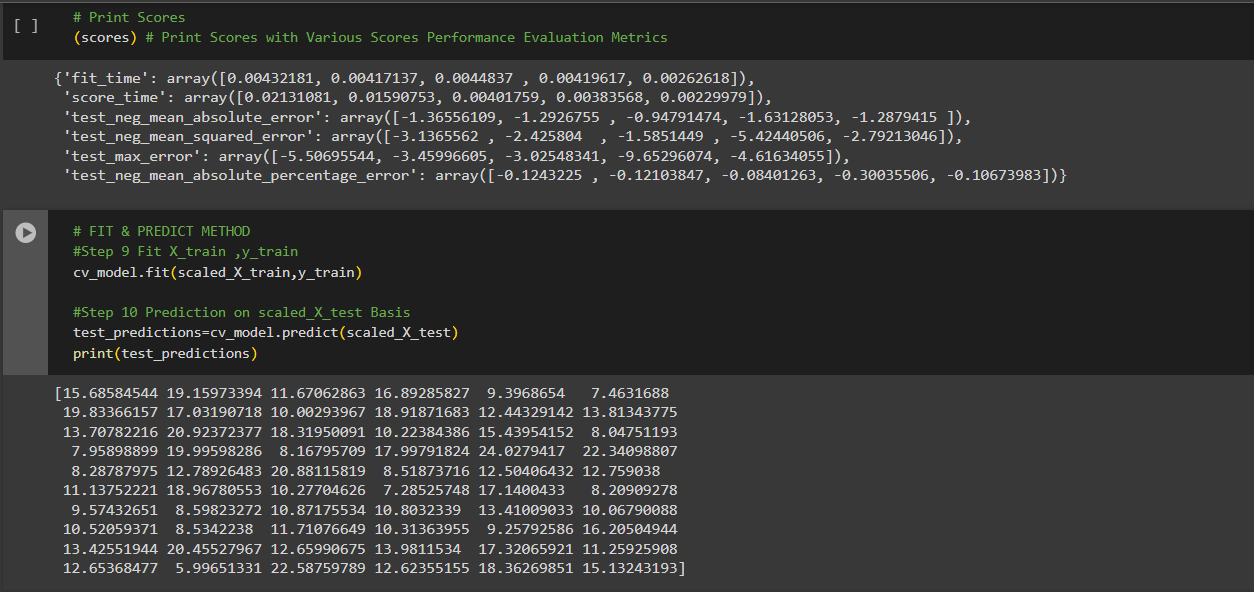 [ ]
# Print Scores
(scores) # Print Scores with Various Scores Performance Evaluation Metrics
{'fit_time': array([0.00432181, 0.00417137, 0.0044837 , 0.00419617, 0.00262618]),
'score_time': array([0.02131081, 0.01590753, 0.00401759, 0.00383568, 0.00229979]),
'test_neg_mean_absolute_error': array([-1.36556109, -1.2926755 , -0.94791474, -1.63128053, -1.2879415 ]),
'test_neg_mean_squared_error': array([-3.1365562 , -2.425804  , -1.5851449 , -5.42440506, -2.79213046]),
'test_max_error': array([-5.50695544, -3.45996605, -3.02548341, -9.65296074, -4.61634055]),
'test_neg_mean_absolute_percentage_error': array([-0.1243225 , -0.12103847, -0.08401263, -0.30035506, -0.10673983])}
# FIT & PREDICT METHOD
#Step 9 Fit X_train ,y_train
cv_model.fit(scaled_X_train,y_train)
#Step 10 Prediction on scaled_X_test Basis
test_predictions=cv_model.predict(scaled_X_test)
print(test_predictions)
[15.68584544 19.15973394 11.67062863 16.89285827  9.3968654   7.4631688
19.83366157 17.03190718 10.00293967 18.91871683 12.44329142 13.81343775
13.70782216 20.92372377 18.31950091 10.22384386 15.43954152  8.04751193
7.95898899 19.99598286  8.16795709 17.99791824 24.0279417  22.34098807
8.28787975 12.78926483 20.88115819  8.51873716 12.50406432 12.759038
11.13752221 18.96780553 10.27704626  7.28525748 17.1400433   8.20909278
9.57432651  8.59823272 10.87175534 10.8032339  13.41009033 10.06790088
10.52059371  8.5342238  11.71076649 10.31363955  9.25792586 16.20504944
13.42551944 20.45527967 12.65990675 13.9811534  17.32065921 11.25925908
12.65368477  5.99651331 22.58759789 12.62355155 18.36269851 15.13243193]